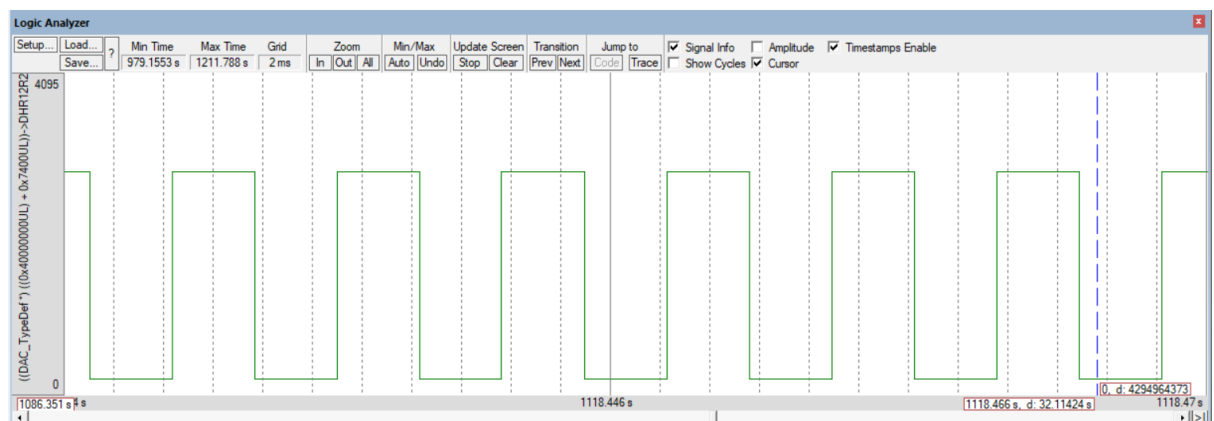 Logic Analyzer
Setup... Load... ? Min Time Max Time Grid Zoom Min/Max Update Screen Transition Jump to Signal Info Amplitude Timestamps Enable
Save... 979.1553 s 1211.788 s 2 ms In Out All Auto Undo Stop Clear Prev Next Code Trace Show Cycles Cursor
4095
((DAC_TypeDef *) ((0x40000000UL) + 0x7400UL))->DHR12R2
0
0, d: 4294964373
1086.351 s 4 s 1118.446 s 1118.466 s, d: 32.11424 s 1118.47 s